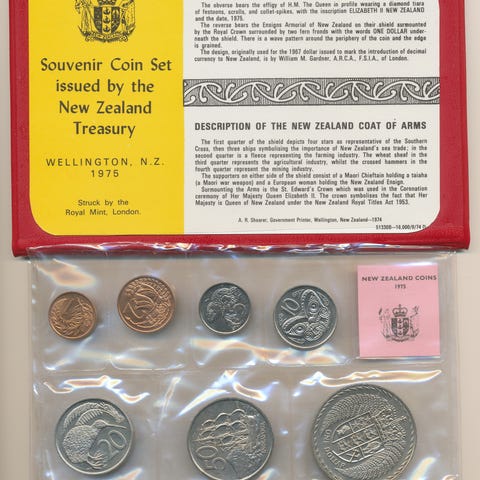 The obverse bears the effigy of H.M. The Queen in profile wearing a diamond tiara
of festoons, scrolls, and collet-spikes, with the inscription ELIZABETH II NEW ZEALAND
and the date, 1975.
The reverse bears the Ensigns Armorial of New Zealand on their shield surmounted
by the Royal Crown surrounded by two fern fronds with the words ONE DOLLAR under-
neath the shield. There is a wave pattern around the periphery of the coin and the edge
is grained.
The design, originally used for the 1967 dollar issued to mark the introduction of decimal
currency to New Zealand, is by William M. Gardner, A.R.C.A., F.S.I.A., of London.
Souvenir Coin Set
issued by the
New Zealand
Treasury
WELLINGTON, N.Z.
1975
Struck by the
Royal Mint, London.
DESCRIPTION OF THE NEW ZEALAND COAT OF ARMS
The first quarter of the shield depicts four stars as representative of the Southern
Cross, then three ships symbolising the importance of New Zealand's sea trade; in the
second quarter is a fleece representing the farming industry. The wheat sheaf in the
third quarter represents the agricultural industry, whilst the crossed hammers in the
fourth quarter represent the mining industry.
The supporters on either side of the shield consist of a Maori Chieftain holding a taiaha
(a Maori war weapon) and a European woman holding the New Zealand Ensign.
Surmounting the Arms is the St. Edward's Crown which was used in the Coronation
ceremony of Her Majesty Queen Elizabeth II. The crown symbolises the fact that Her
Majesty is Queen of New Zealand under the New Zealand Royal Titles Act 1953.
A. R. Shearer, Government Printer, Wellington, New Zealand—1974
51330B—16,000/9/74 D
NEW ZEALAND COINS
1975
2
5
10
20
50
ONE DOLLAR